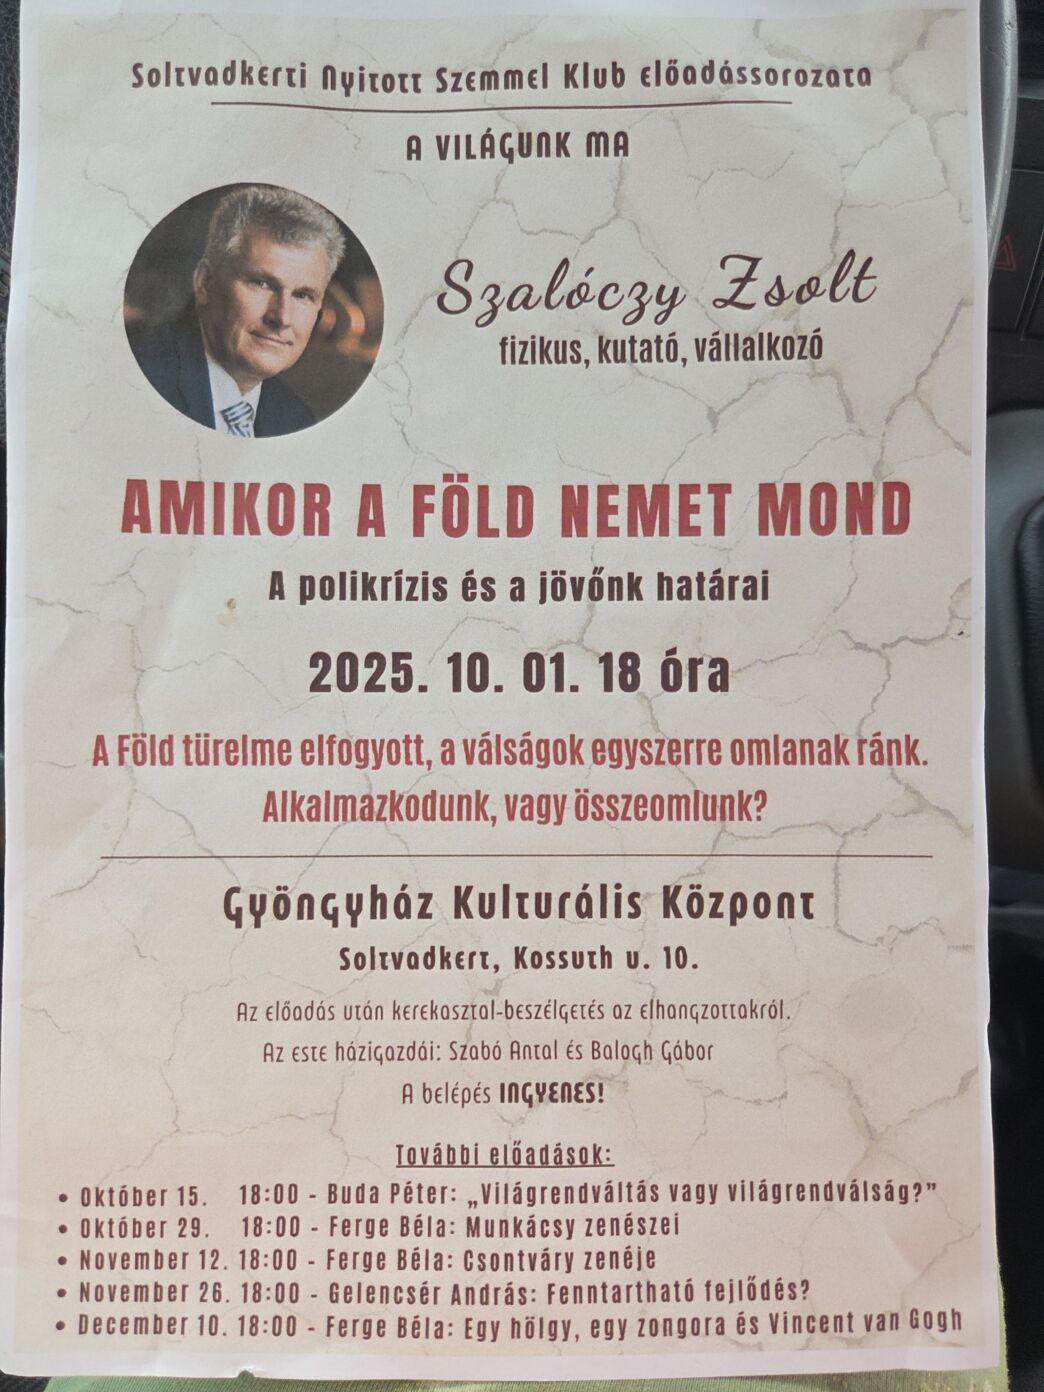 Soltvadkerti Nyitott Szemmel Klub előadássorozata
A VILÁGUNK MA
Szalóczy Zsolt
fizikus, kutató, vállalkozó
AMIKOR A FÖLD NEMET MOND
A polikrízis és a jövőnk határai
2025. 10. 01. 18 óra
A Föld türelme elfogyott, a válságok egyszerre omlanak ránk.
Alkalmazkodunk, vagy összeomlunk?
Gyöngyház Kulturális Központ
Soltvadkert, Kossuth u. 10.
Az előadás után kerekasztal-beszélgetés az elhangzottakról.
Az este házigazdái: Szabó Antal és Balogh Gábor
A belépés INGYENES!
További előadások:
• Október 15. 18:00 - Buda Péter: „Világrendváltás vagy világrendválság?”
• Október 29. 18:00 - Ferge Béla: Munkácsy zenészei
• November 12. 18:00 - Ferge Béla: Csontváry zenéje
• November 26. 18:00 - Gelencsér András: Fenntartható fejlődés?
• December 10. 18:00 - Ferge Béla: Egy hölgy, egy zongora és Vincent van Gogh